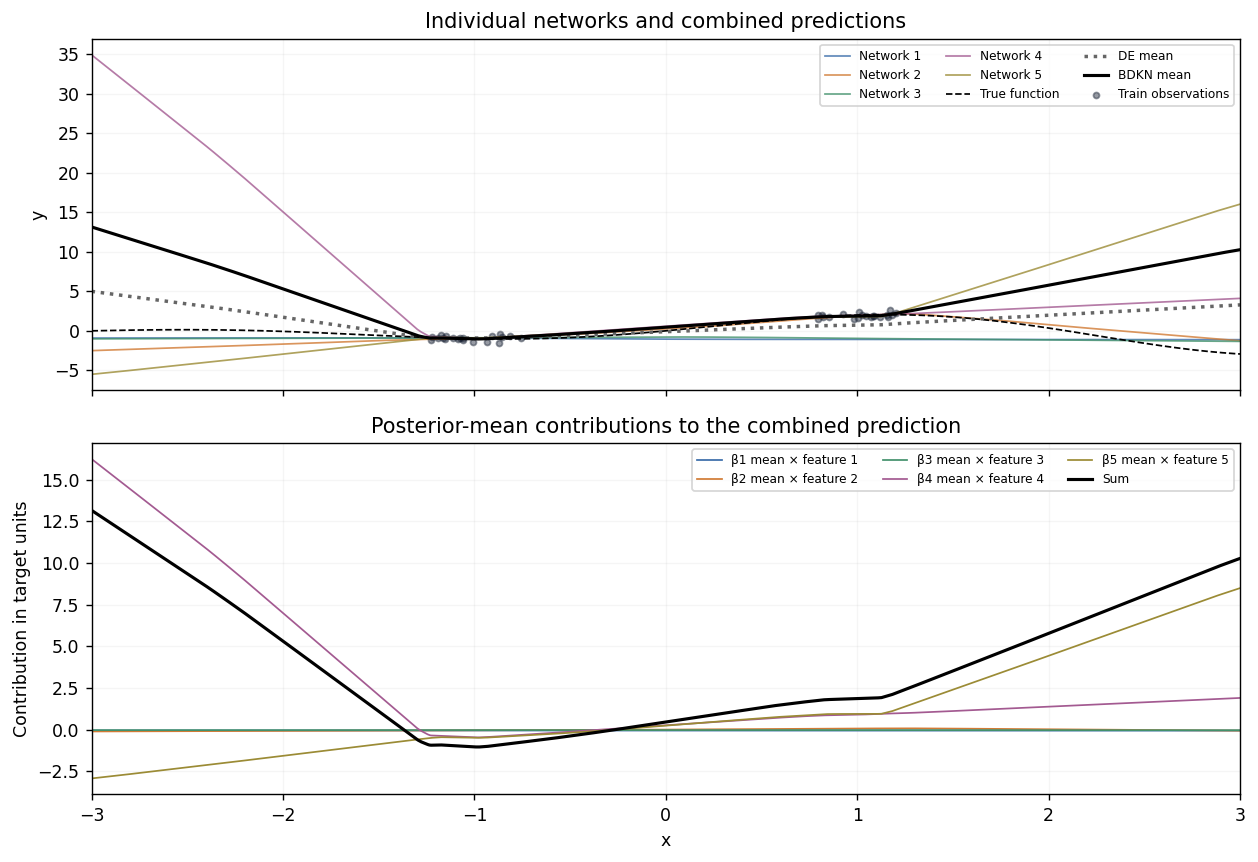 Individual networks and combined predictions
35
30
25
20
15
10
5
0
−5
y
Network 1
Network 2
Network 3
Network 4
Network 5
True function
DE mean
BDKN mean
Train observations
Posterior-mean contributions to the combined prediction
15.0
12.5
10.0
7.5
5.0
2.5
0.0
−2.5
Contribution in target units
β1 mean × feature 1
β2 mean × feature 2
β3 mean × feature 3
β4 mean × feature 4
β5 mean × feature 5
Sum
−3 −2 −1 0 1 2 3
x